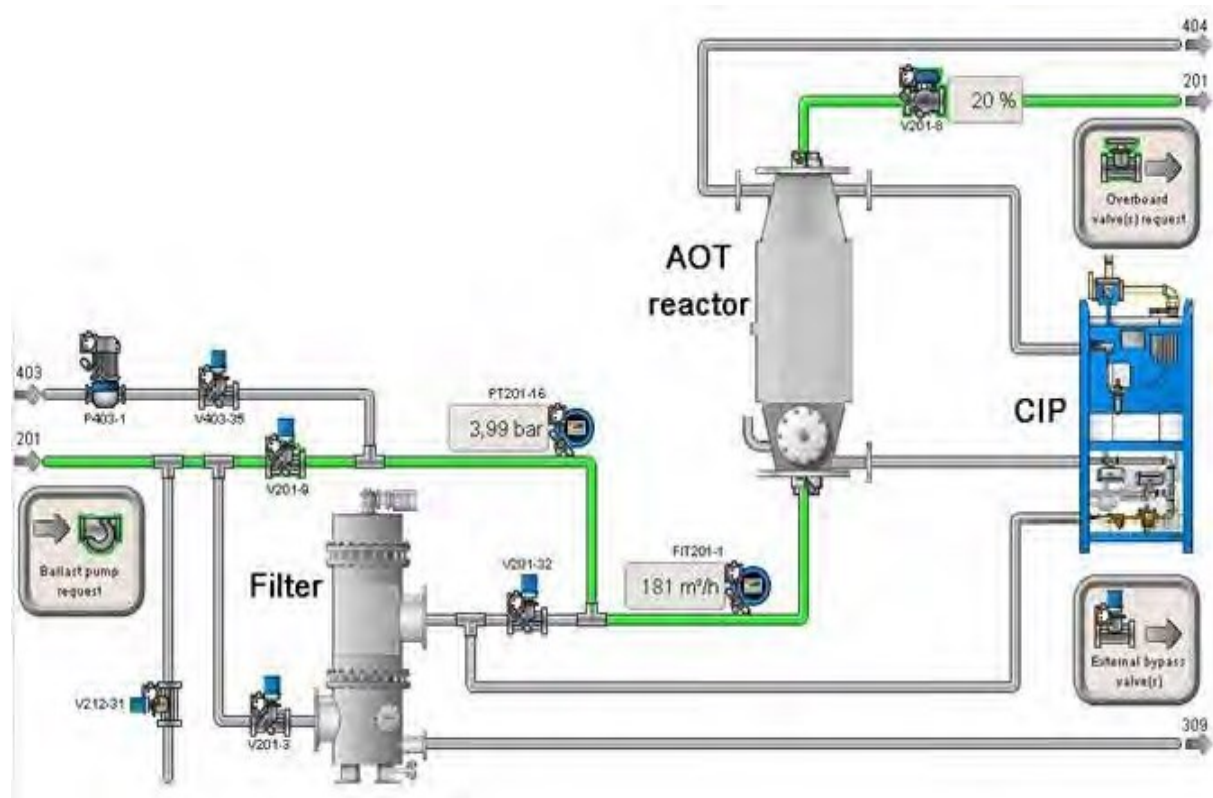 404
201
V201-8
20 %
Overboard
valve(s) request
AOT
reactor
403
P403-1
V403-35
PT201-16
3,99 bar
CIP
201
V201-9
Ballast pump
request
Filter
V201-32
FIT201-1
181 m³/h
External bypass
valve(s)
V212-31
V201-3
309